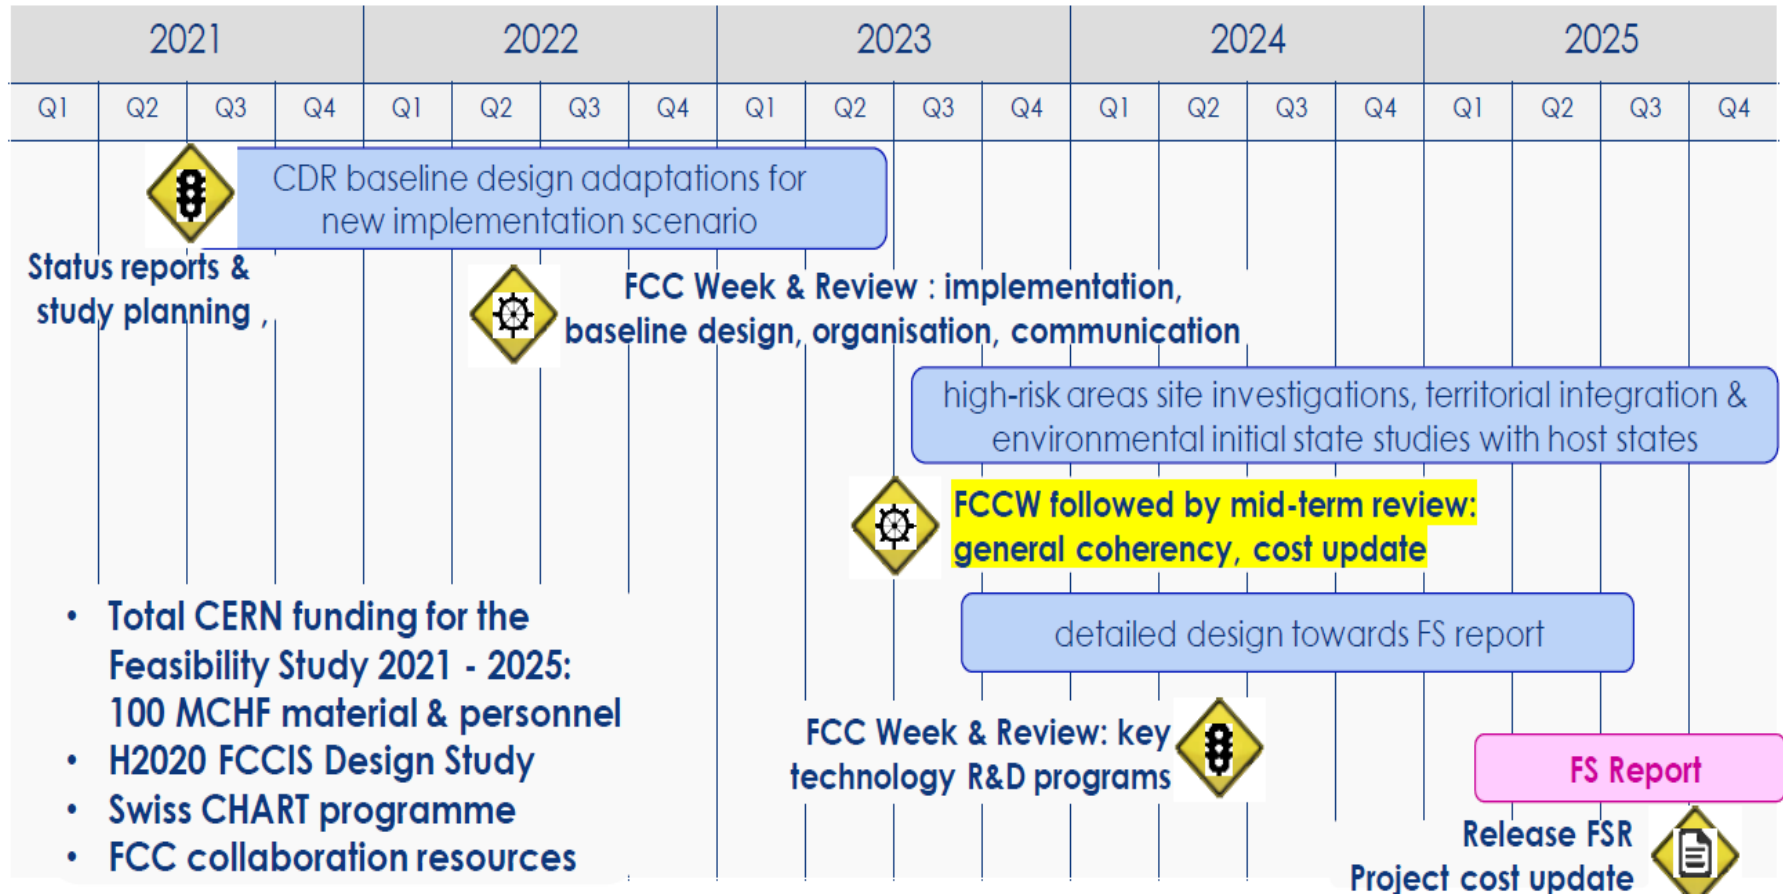 2021 2022 2023 2024 2025
Q1 Q2 Q3 Q4 Q1 Q2 Q3 Q4 Q1 Q2 Q3 Q4 Q1 Q2 Q3 Q4 Q1 Q2 Q3 Q4
CDR baseline design adaptations for
new implementation scenario
Status reports &
study planning ,
FCC Week & Review : implementation,
baseline design, organisation, communication
high-risk areas site investigations, territorial integration &
environmental initial state studies with host states
FCCW followed by mid-term review:
general coherency, cost update
detailed design towards FS report
• Total CERN funding for the
Feasibility Study 2021 - 2025:
100 MCHF material & personnel
• H2020 FCCIS Design Study
• Swiss CHART programme
• FCC collaboration resources
FCC Week & Review: key
technology R&D programs
FS Report
Release FSR
Project cost update